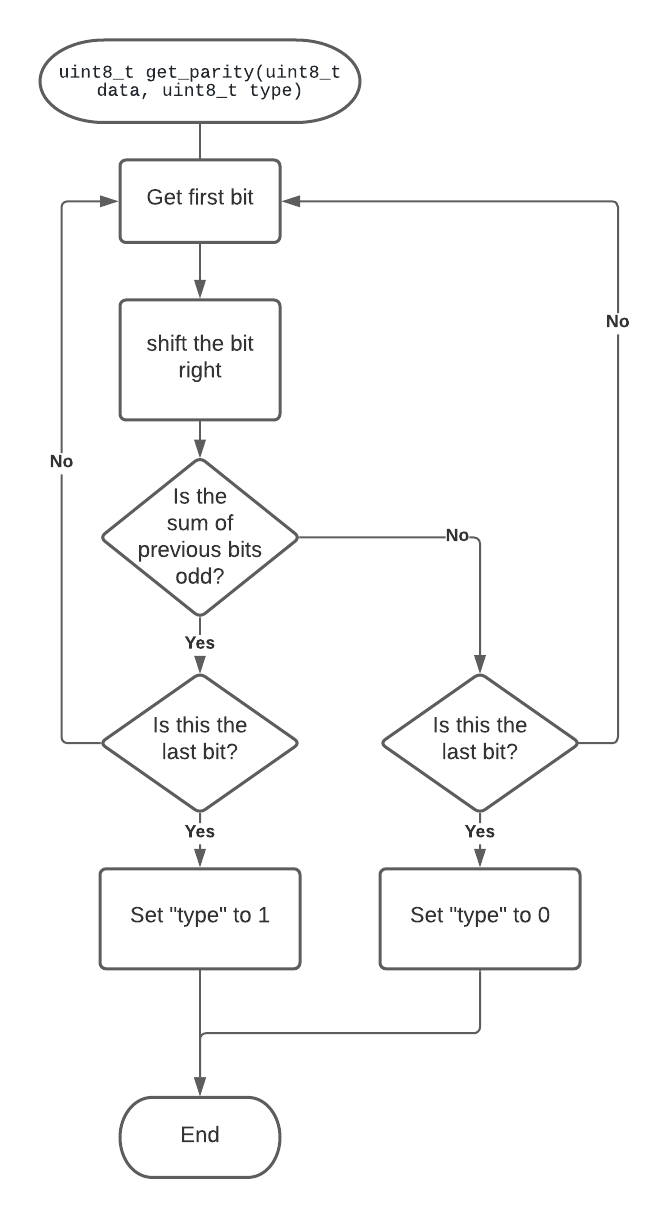 uint8_t get_parity(uint8_t
data, uint8_t type)
Get first bit
shift the bit
right
Is the
sum of
previous bits
odd?
No
No
No
Yes
Is this the
last bit?
Is this the
last bit?
Yes
Yes
Set "type" to 1
Set "type" to 0
End